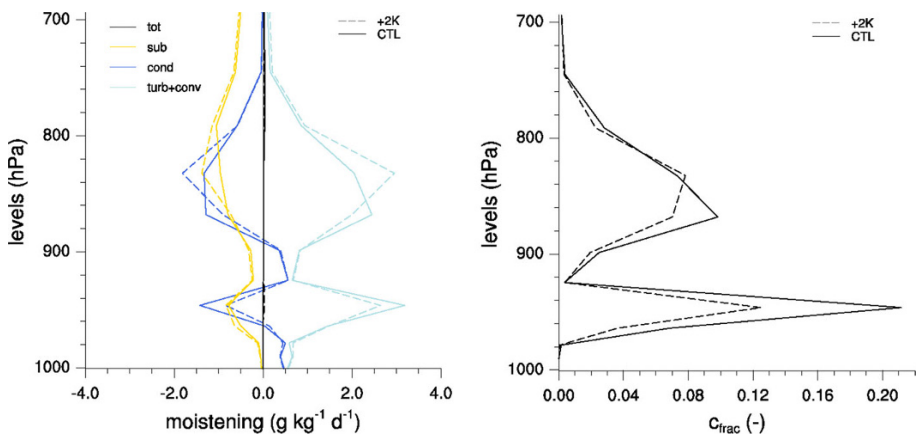 700
800
900
1000
levels (hPa)
tot
sub
cond
turb+conv
+2K
CTL
-4.0
-2.0
0.0
2.0
4.0
moistening (g kg⁻¹ d⁻¹)
700
800
900
1000
levels (hPa)
+2K
CTL
0.00
0.04
0.08
0.12
0.16
0.20
c_frac (-)